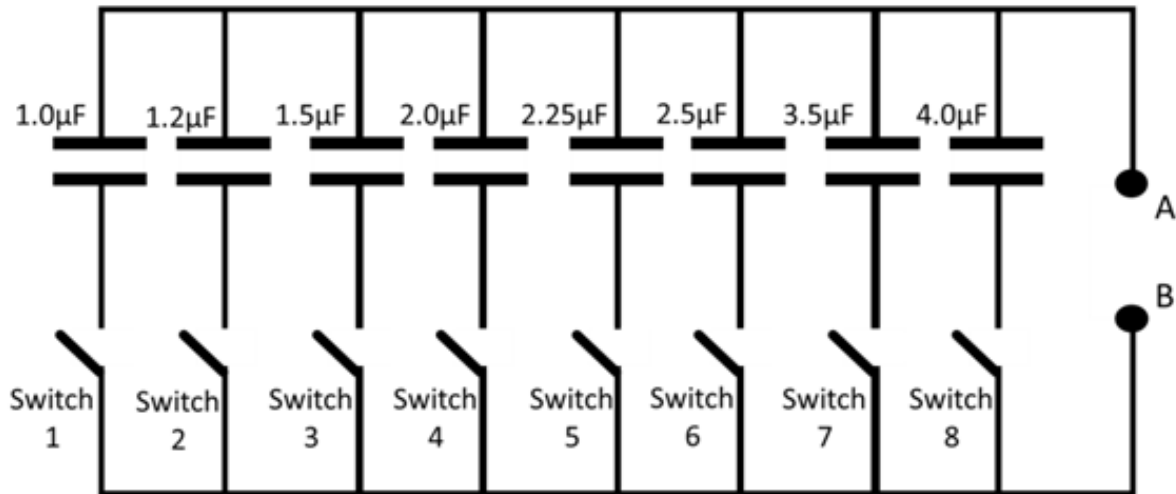 1.0µF 1.2µF 1.5µF 2.0µF 2.25µF 2.5µF 3.5µF 4.0µF
A
B
Switch Switch Switch Switch Switch Switch Switch Switch
1 2 3 4 5 6 7 8